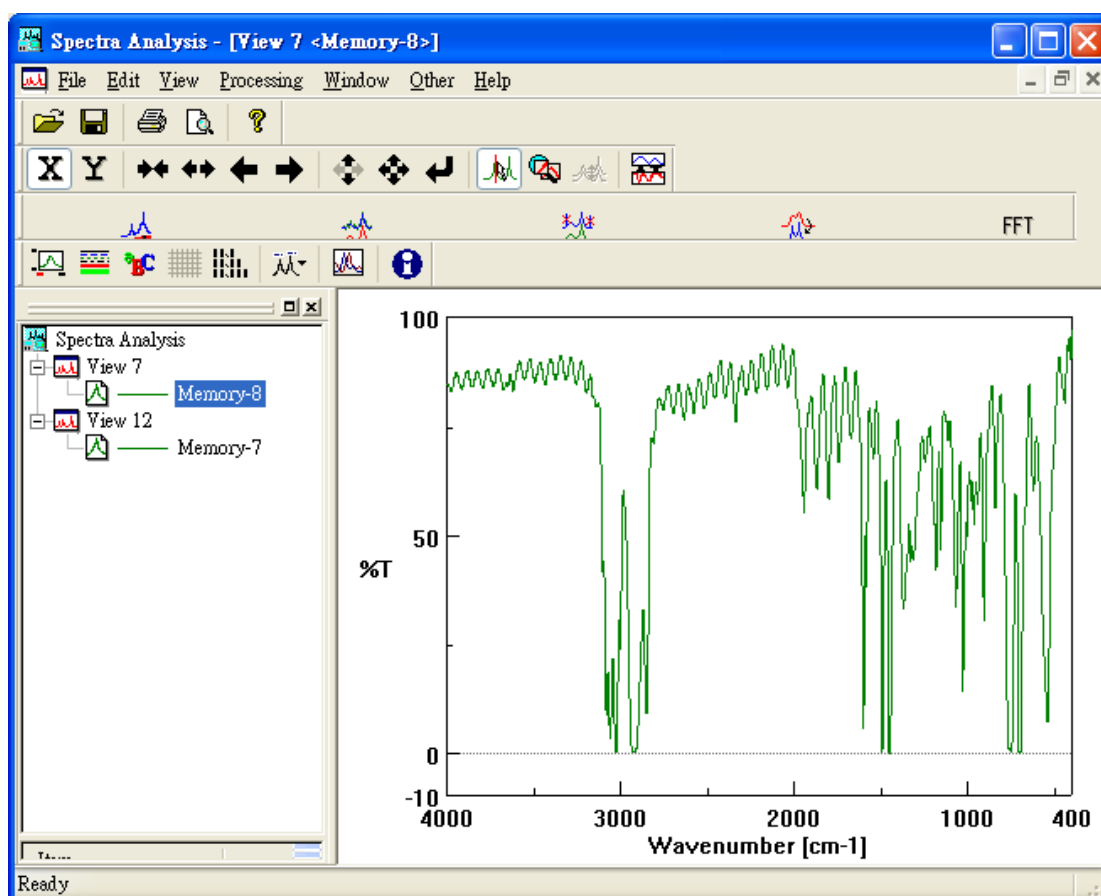 Spectra Analysis - [View 7 <Memory-8>]
File Edit View Processing Window Other Help
X Y
FFT
aBC
Spectra Analysis
View 7
Memory-8
View 12
Memory-7
100
50
%T
0
-10
4000 3000 2000 1000 400
Wavenumber [cm-1]
Ready